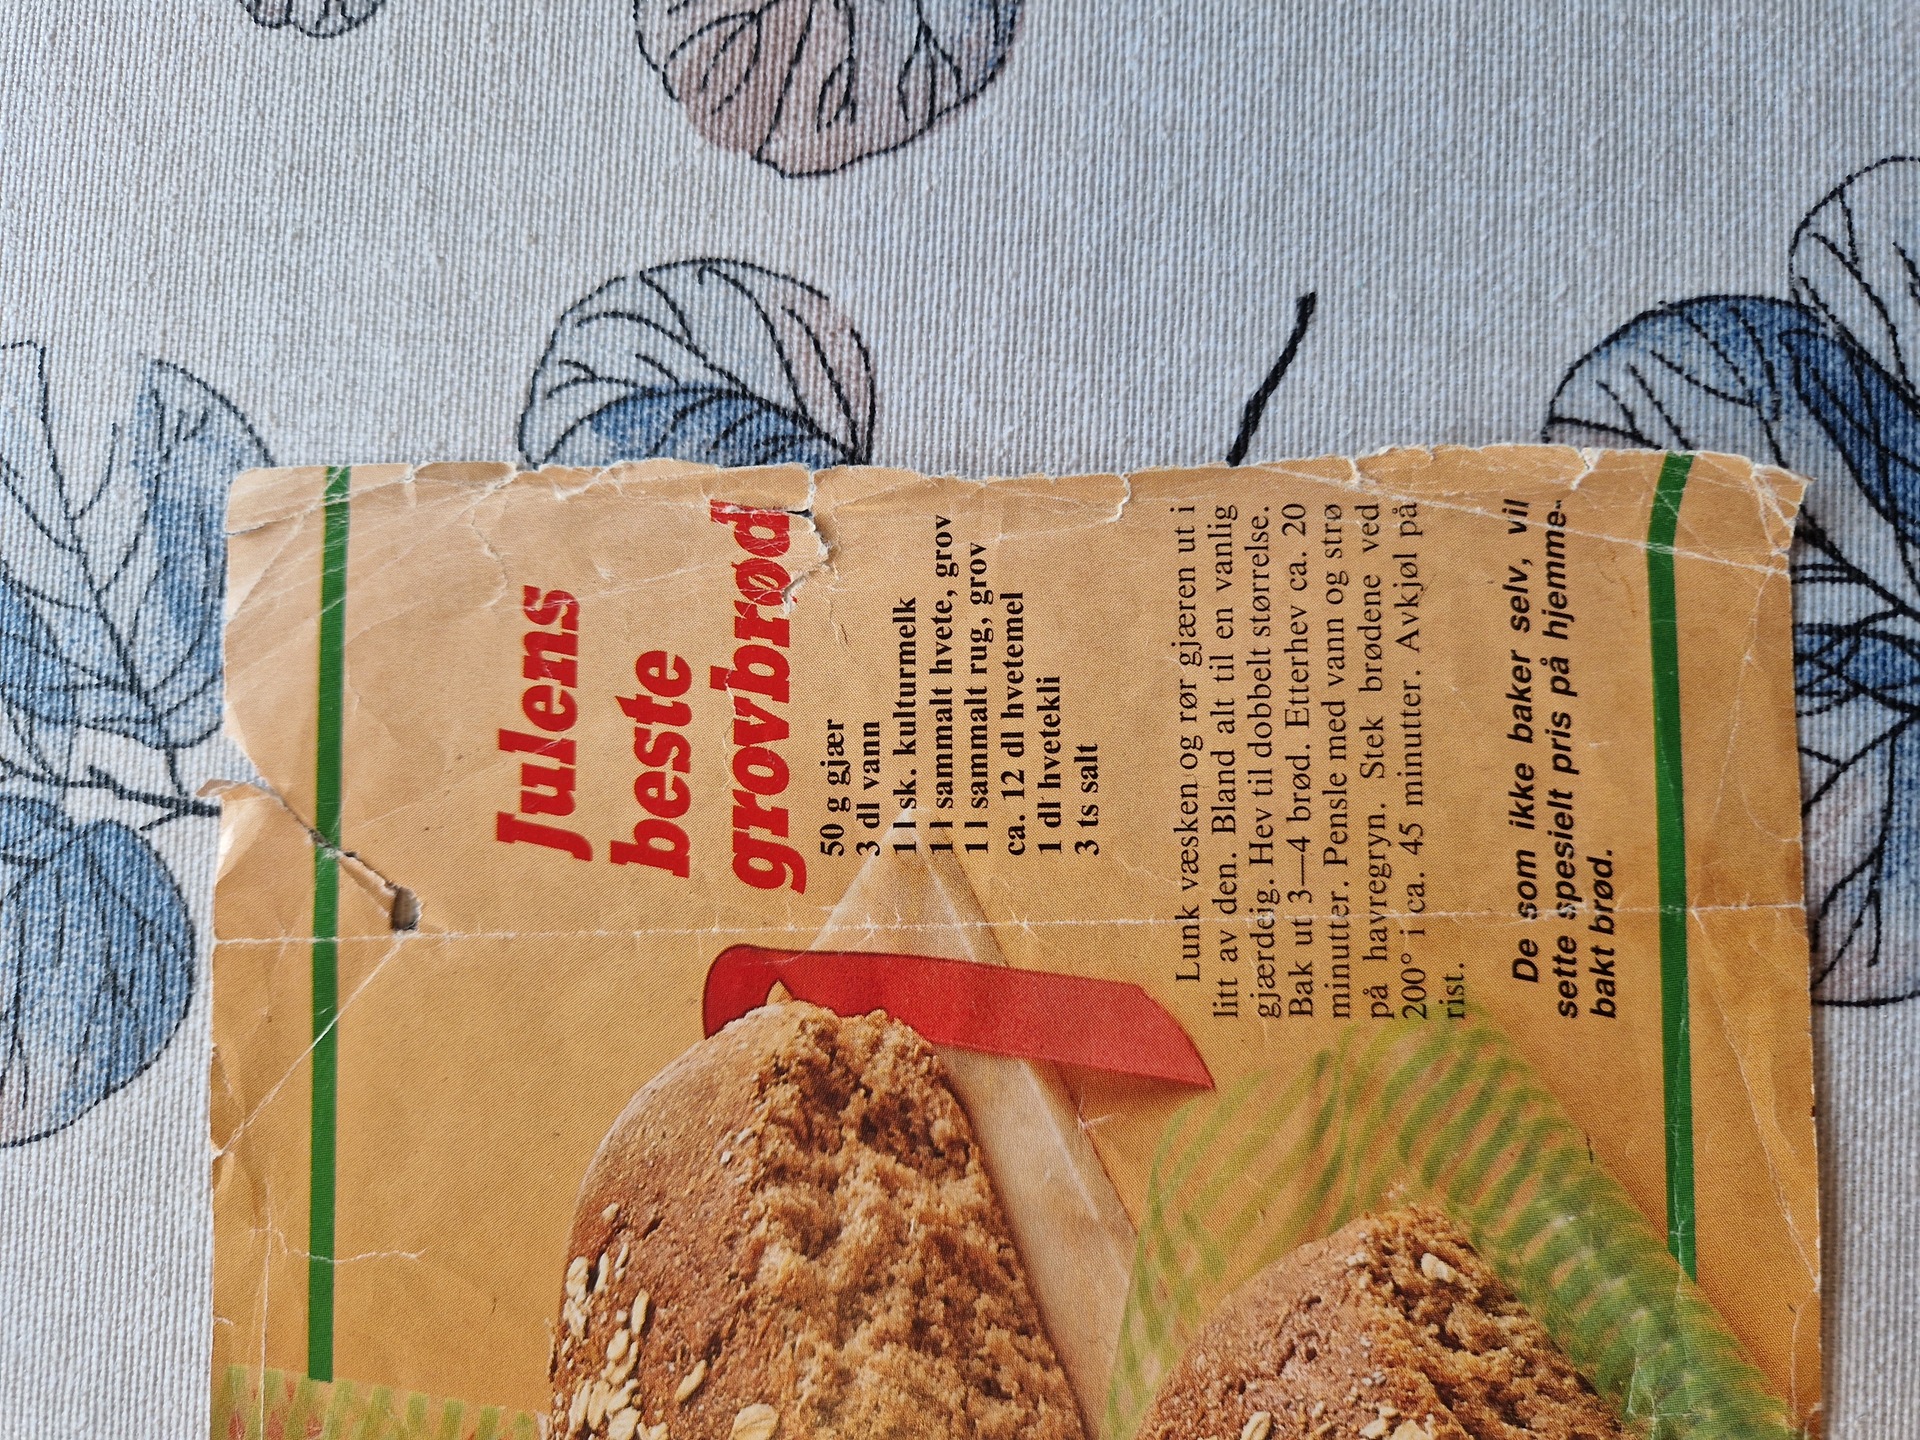 Julens
beste
grovbrød
50 g gjær
3 dl vann
1 l sk. kulturmelk
1 l sammalt hvete, grov
1 l sammalt rug, grov
ca. 12 dl hvetemel
1 dl hvetekli
3 ts salt
Lunk væsken og rør gjæren ut i
litt av den. Bland alt til en vanlig
gjærdeig. Hev til dobbelt størrelse.
Bak ut 3—4 brød. Etterhev ca. 20
minutter. Pensle med vann og strø
på havregryn. Stek brødene ved
200° i ca. 45 minutter. Avkjøl på
rist.
De som ikke baker selv, vil
sette spesielt pris på hjemme-
bakt brød.